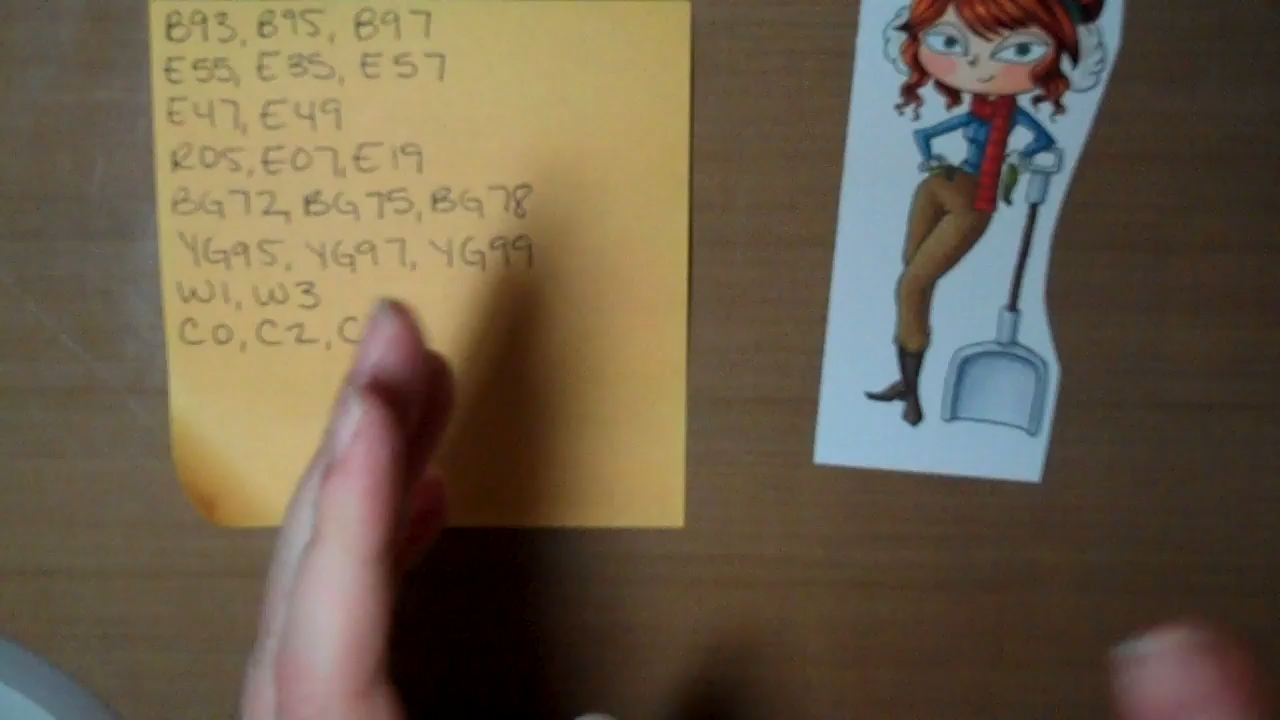 B93, B95, B97
E55, E35, E57
E47, E49
R05, E07, E19
BG72, BG75, BG78
YG95, YG97, YG99
W1, W3
C0, C2,